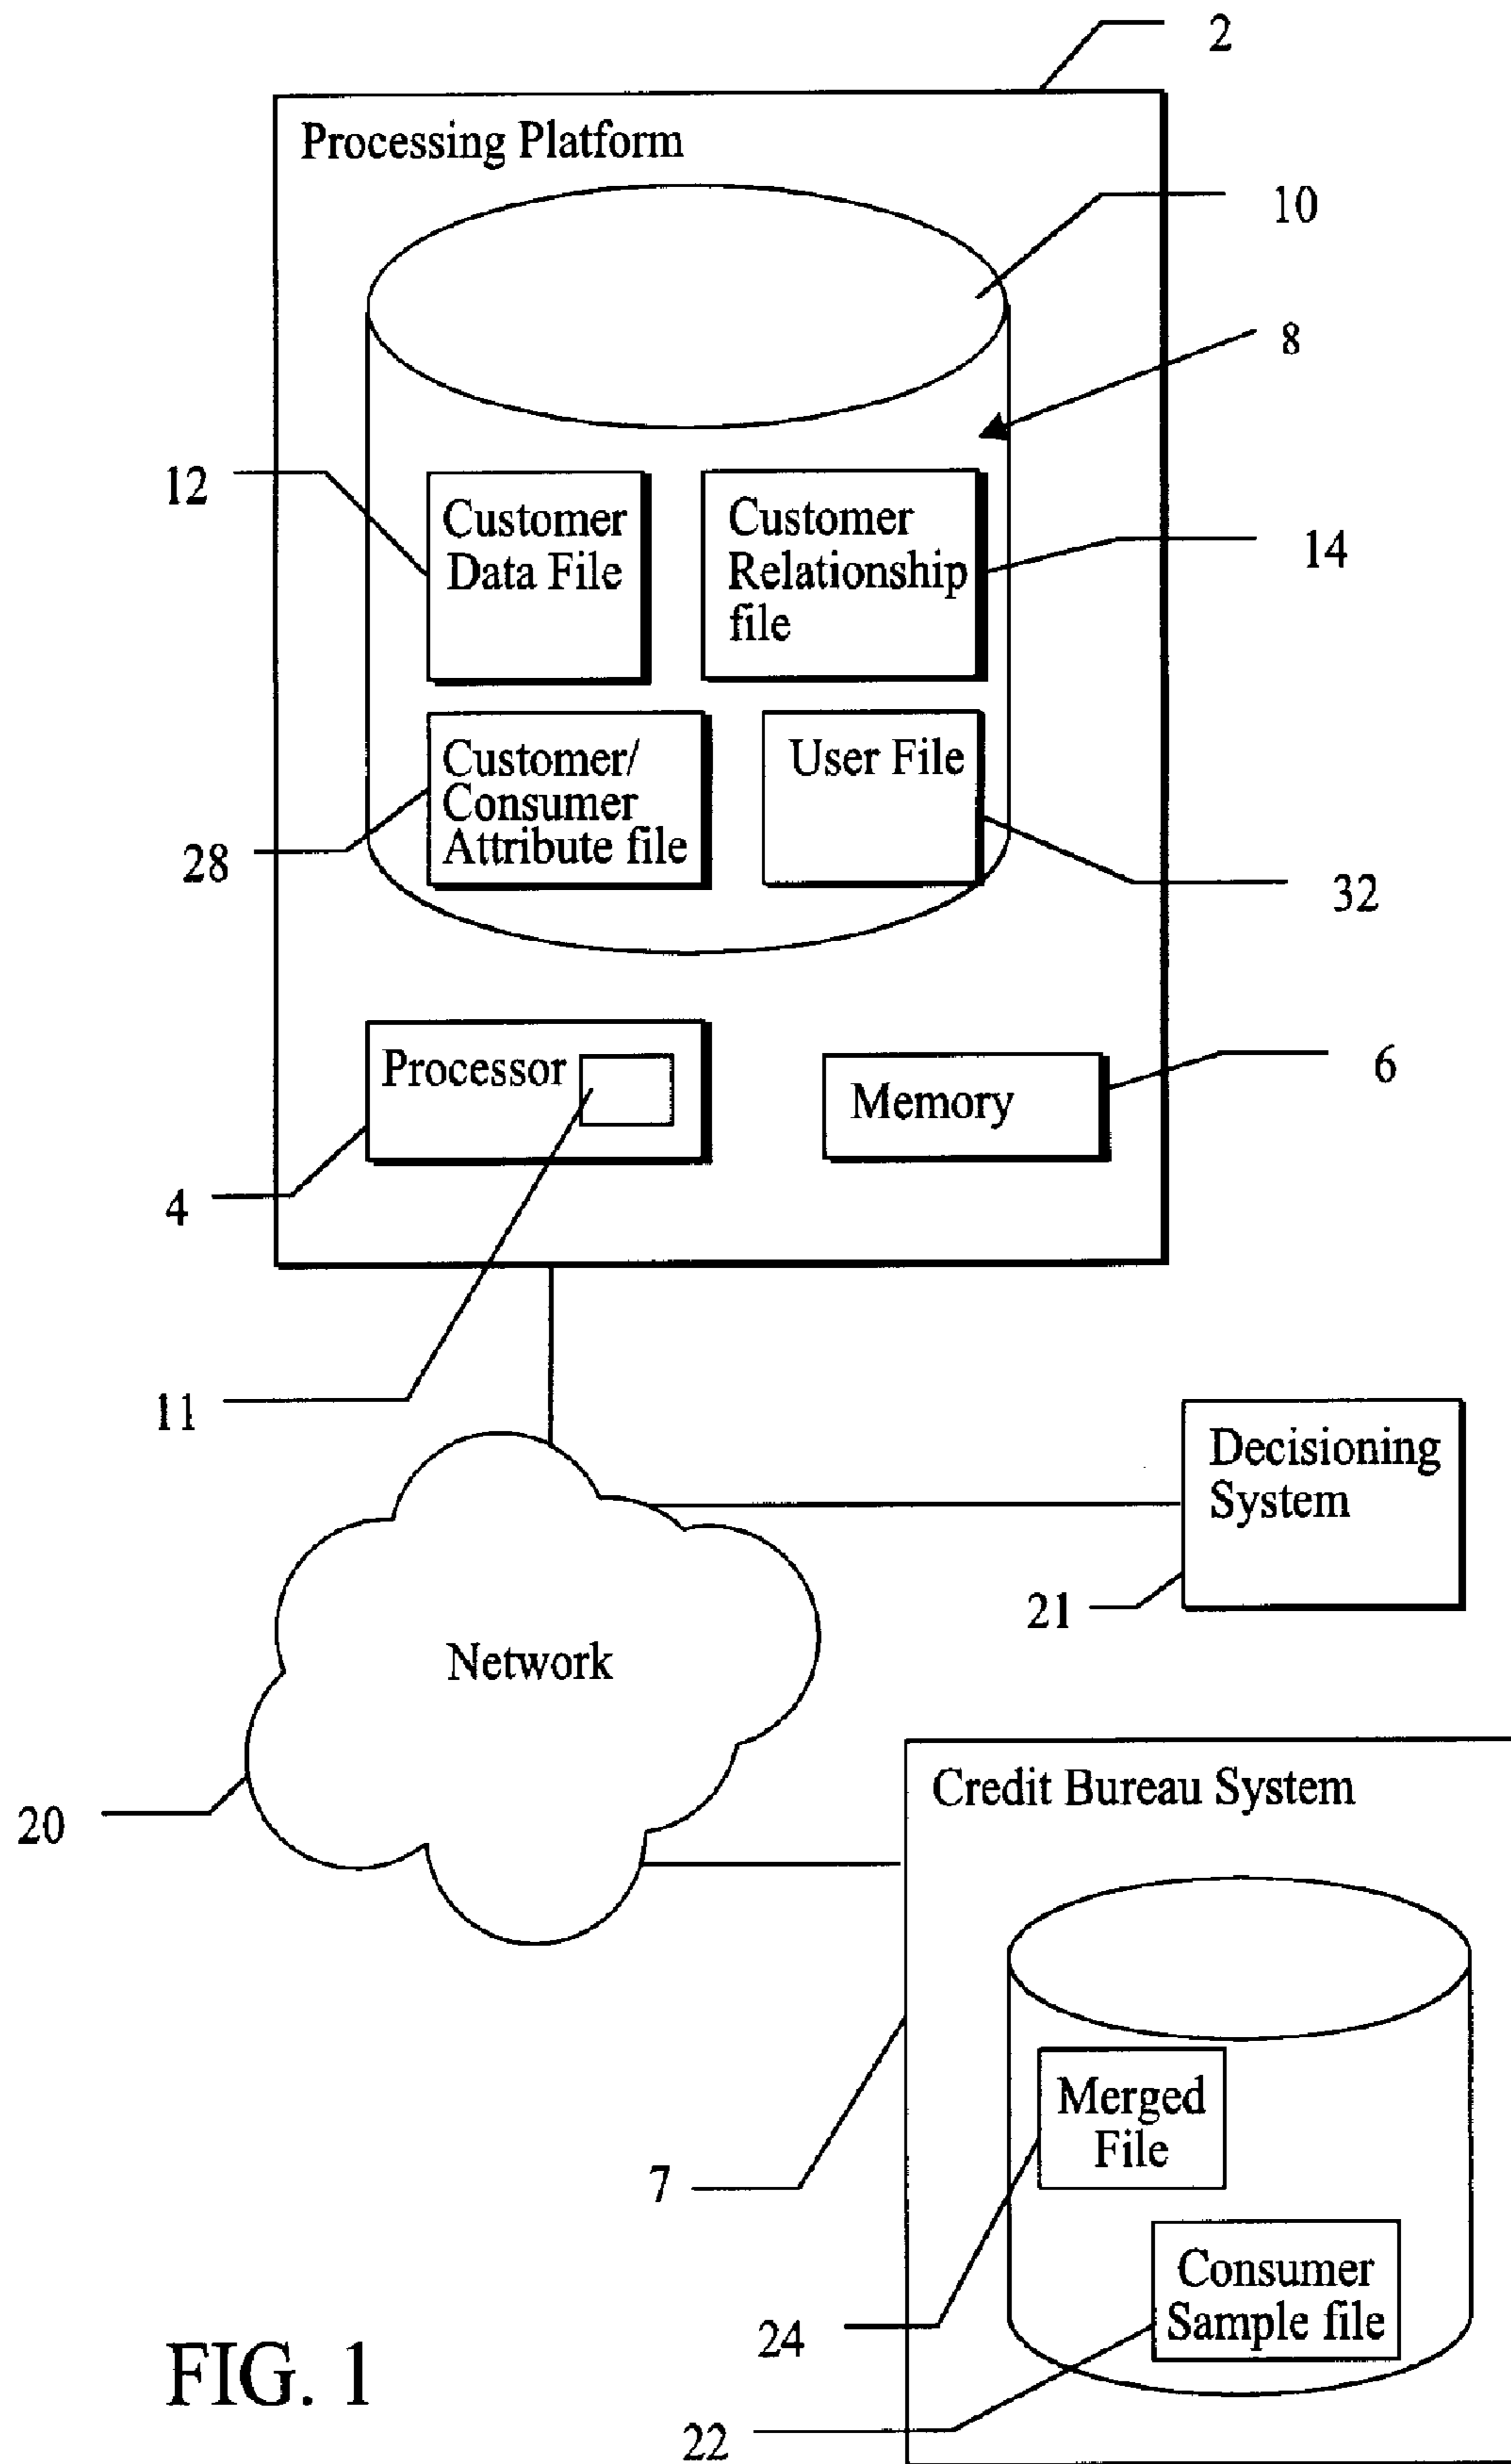 2
Processing Platform
10
8
12
Customer
Data File
Customer
Relationship
file
14
Customer/
Consumer
Attribute file
User File
28
32
Processor
Memory
6
4
11
Decisioning
System
21
Network
20
Credit Bureau System
Merged
File
7
Consumer
Sample file
24
22
FIG. 1